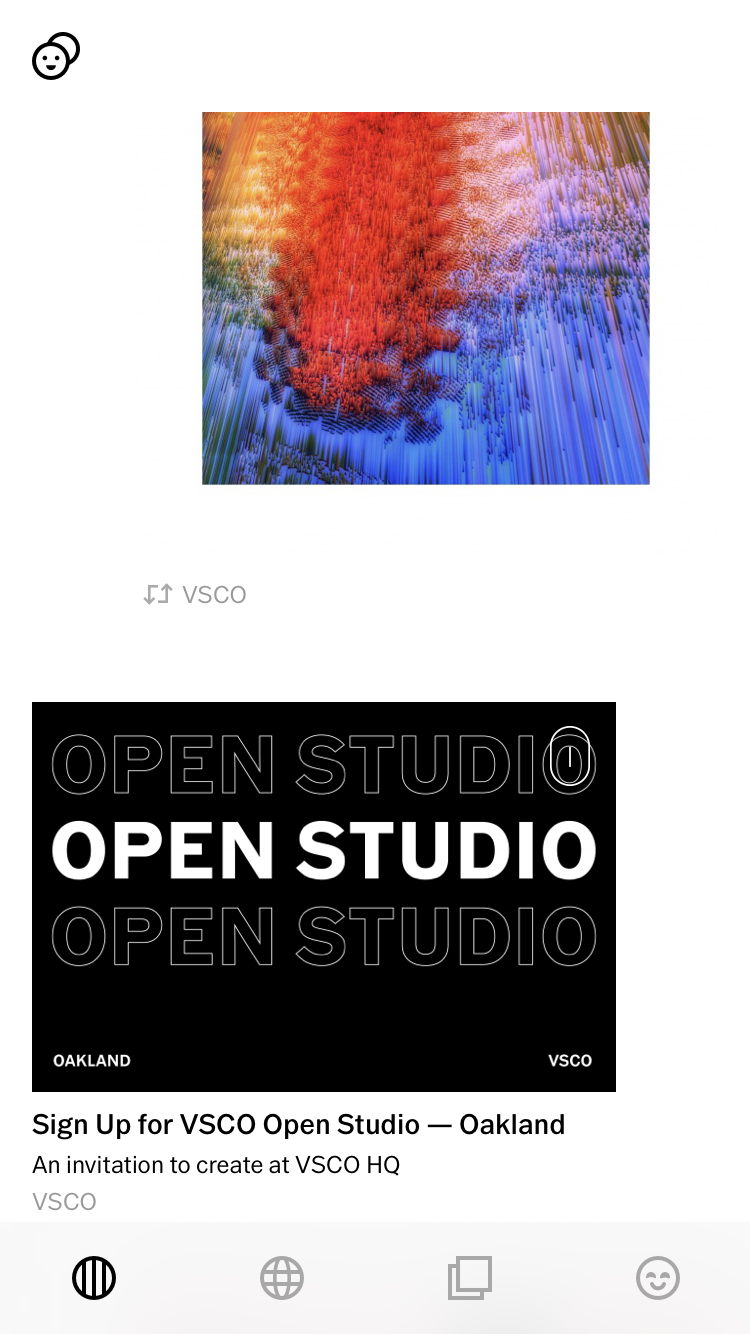 VSCO
OPEN STUDIO
OPEN STUDIO
OPEN STUDIO
OAKLAND
VSCO
Sign Up for VSCO Open Studio — Oakland
An invitation to create at VSCO HQ
VSCO